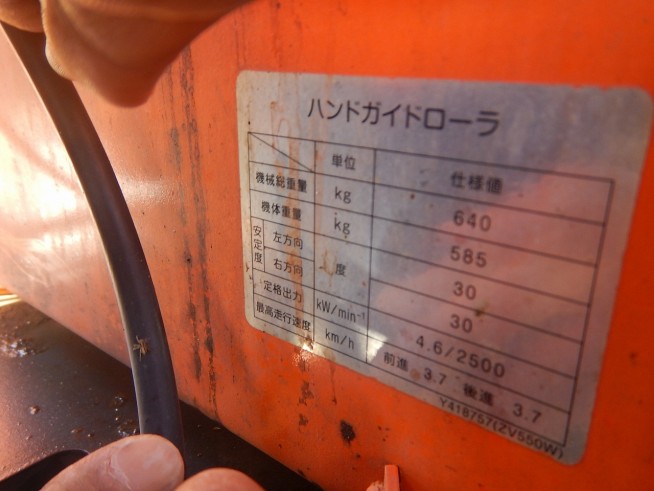 ハンドガイドローラ
単位 仕様値
機械総重量 kg 640
機体重量 kg 585
安定度 左方向 度 30
右方向 30
定格出力 kW/min⁻¹ 4.6/2500
最高走行速度 km/h 前進 3.7 後進 3.7
Y418757(ZV550W)